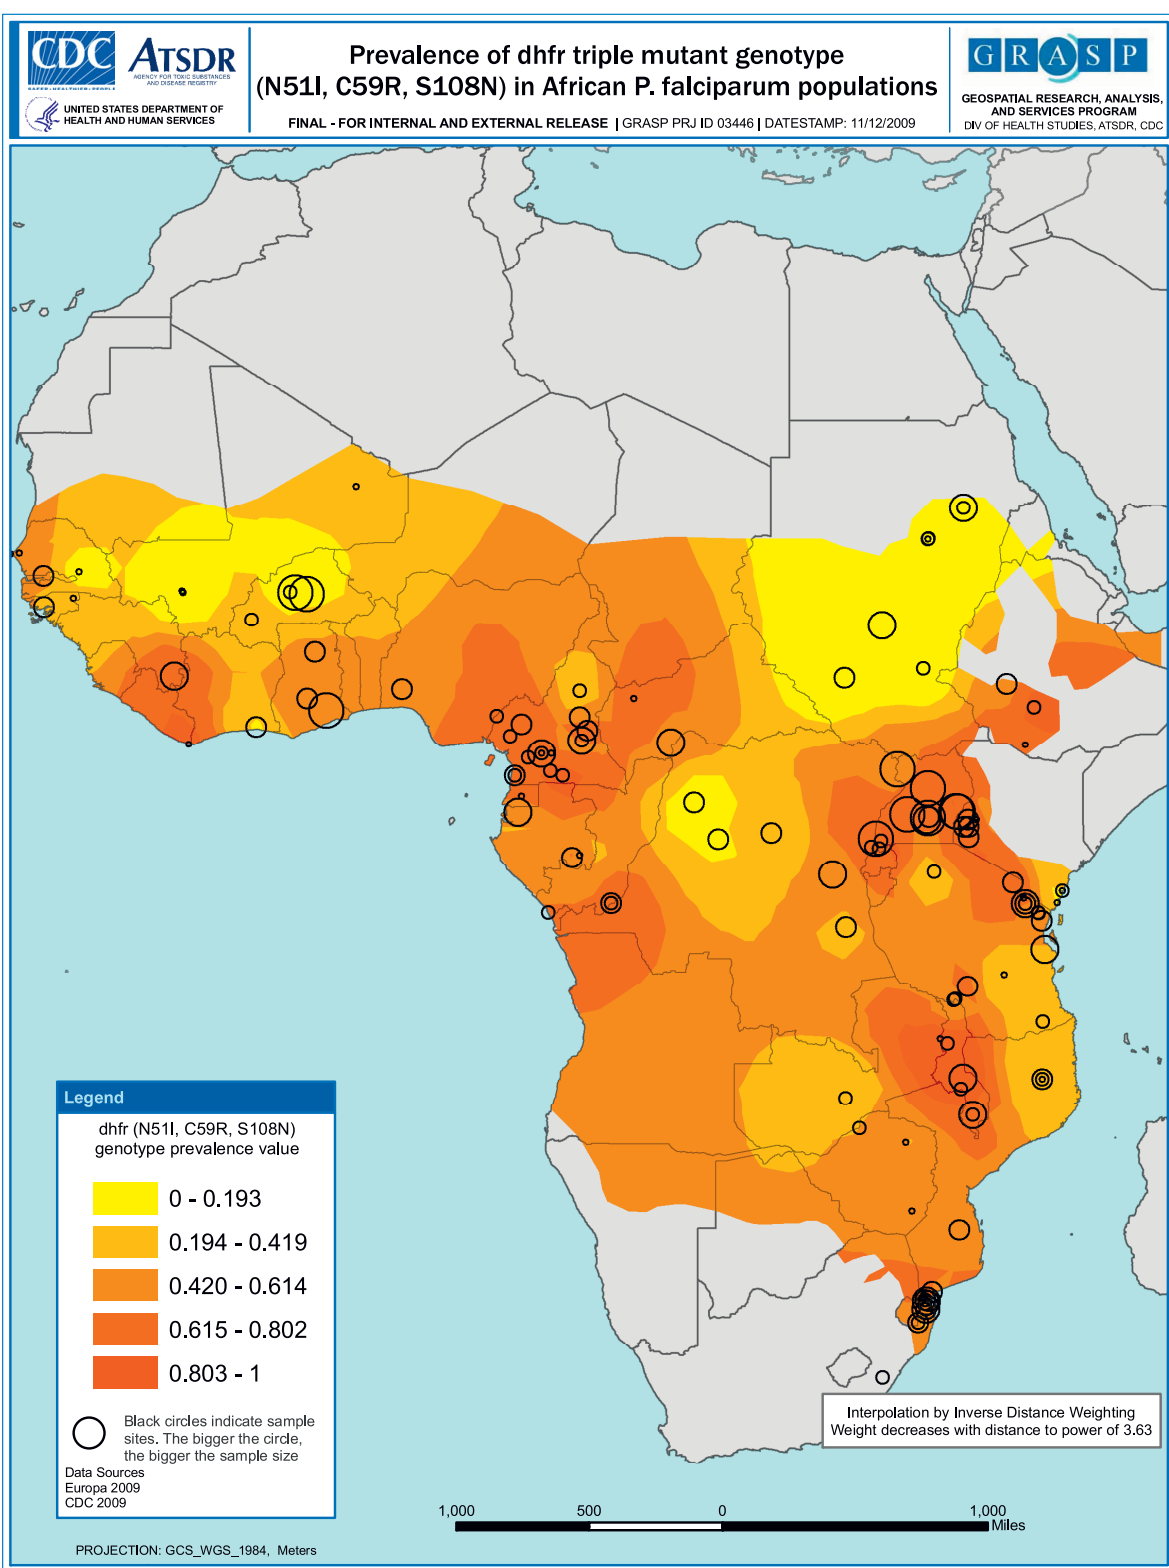 CDC
SAFER·HEALTHIER·PEOPLE
ATSDR
AGENCY FOR TOXIC SUBSTANCES
AND DISEASE REGISTRY
UNITED STATES DEPARTMENT OF
HEALTH AND HUMAN SERVICES
Prevalence of dhfr triple mutant genotype
(N51I, C59R, S108N) in African P. falciparum populations
FINAL - FOR INTERNAL AND EXTERNAL RELEASE | GRASP PRJ ID 03446 | DATESTAMP: 11/12/2009
GRASP
GEOSPATIAL RESEARCH, ANALYSIS,
AND SERVICES PROGRAM
DIV OF HEALTH STUDIES, ATSDR, CDC
Legend
dhfr (N51I, C59R, S108N)
genotype prevalence value
0 - 0.193
0.194 - 0.419
0.420 - 0.614
0.615 - 0.802
0.803 - 1
Black circles indicate sample
sites. The bigger the circle,
the bigger the sample size
Data Sources
Europa 2009
CDC 2009
PROJECTION: GCS_WGS_1984, Meters
Interpolation by Inverse Distance Weighting
Weight decreases with distance to power of 3.63
1,000 500 0 1,000
Miles